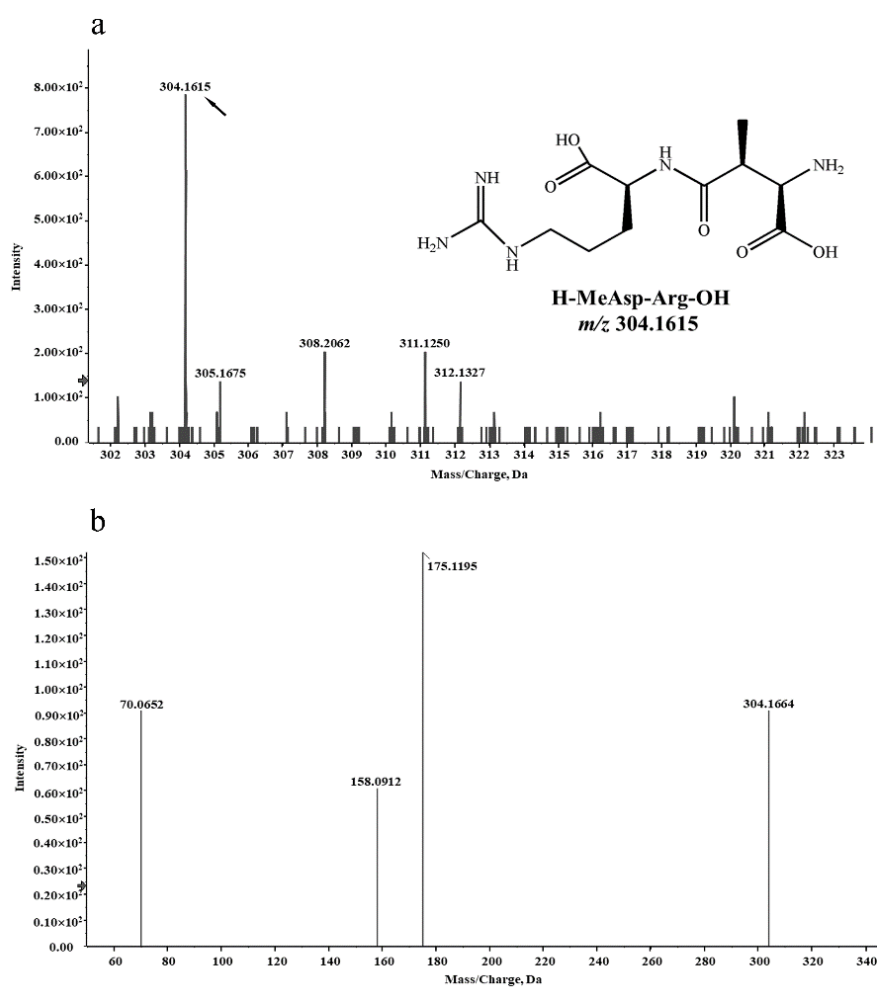 a
304.1615
8.00×10²
7.00×10²
6.00×10²
5.00×10²
4.00×10²
3.00×10²
2.00×10²
1.00×10²
0.00
Intensity
305.1675
308.2062
311.1250
312.1327
HO
O
H
N
NH
H₂N
N
H
O
NH₂
O
OH
H-MeAsp-Arg-OH
m/z 304.1615
302 303 304 305 306 307 308 309 310 311 312 313 314 315 316 317 318 319 320 321 322 323
Mass/Charge, Da
b
1.50×10²
1.40×10²
1.30×10²
1.20×10²
1.10×10²
1.00×10²
0.90×10²
0.80×10²
0.70×10²
0.60×10²
0.50×10²
0.40×10²
0.30×10²
0.20×10²
0.10×10²
0.00
Intensity
175.1195
70.0652
304.1664
158.0912
60 80 100 120 140 160 180 200 220 240 260 280 300 320 340
Mass/Charge, Da